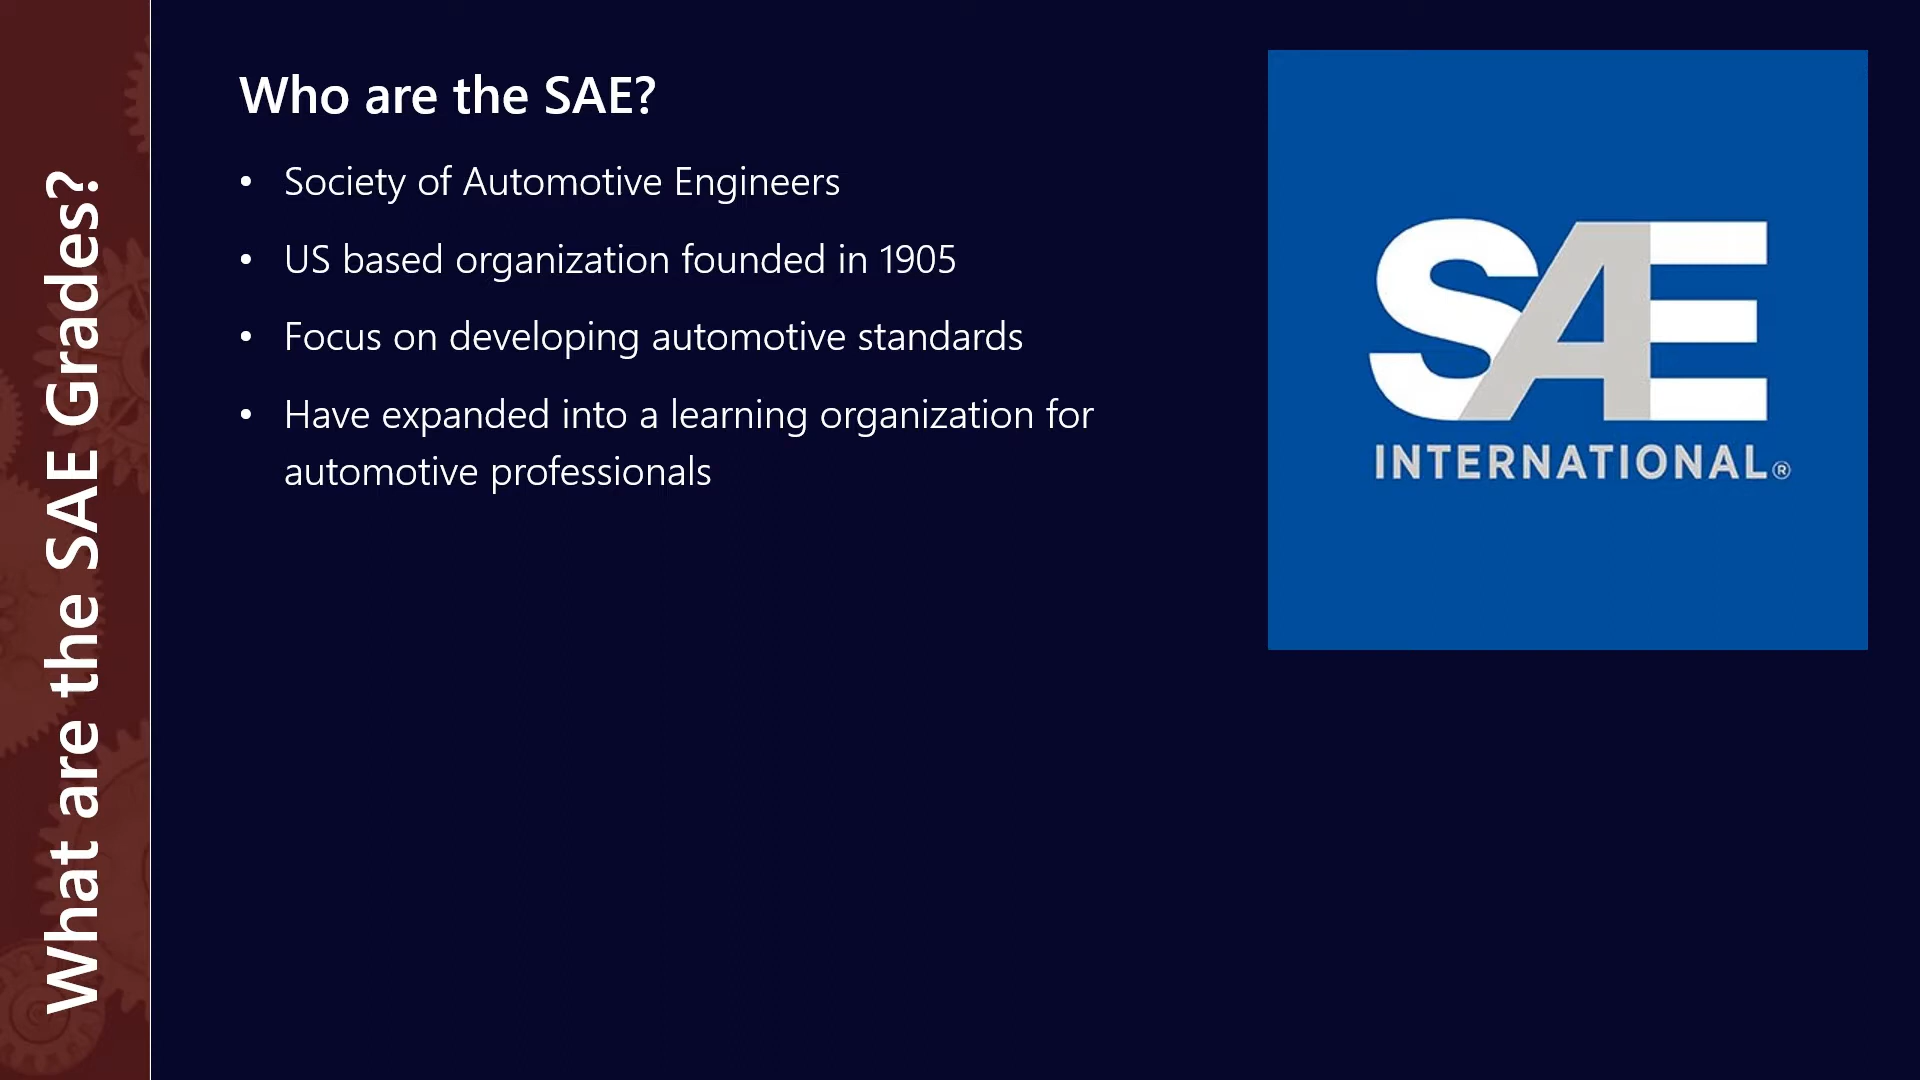 What are the SAE Grades?
Who are the SAE?
• Society of Automotive Engineers
• US based organization founded in 1905
• Focus on developing automotive standards
• Have expanded into a learning organization for
automotive professionals
SAE
INTERNATIONAL®